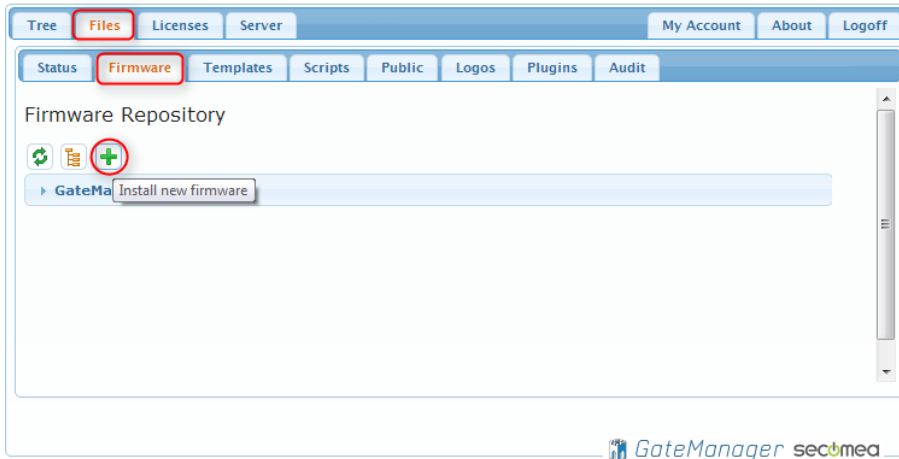 Tree Files Licenses Server My Account About Logoff
Status Firmware Templates Scripts Public Logos Plugins Audit
Firmware Repository
GateMa
Install new firmware
GateManager secomea